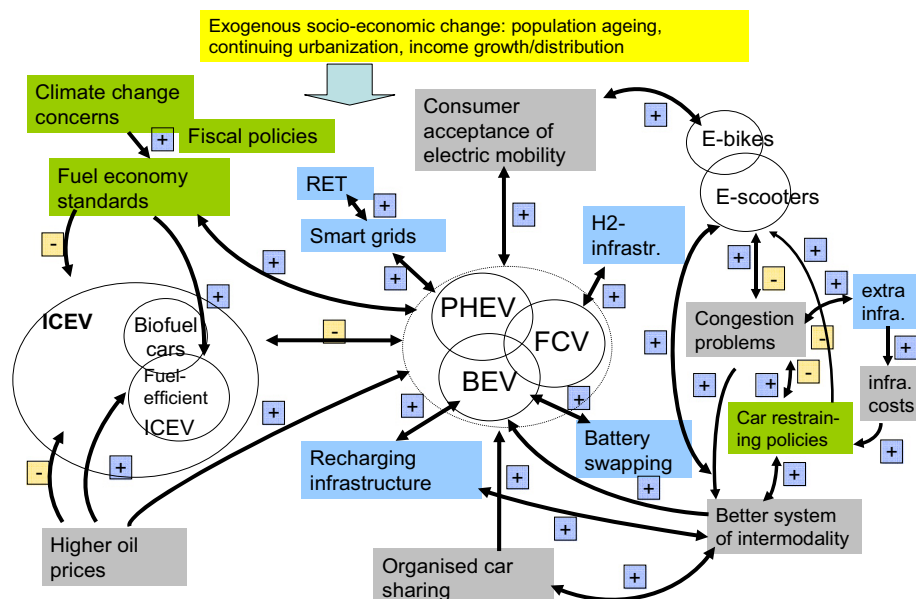 Exogenous socio-economic change: population ageing,
continuing urbanization, income growth/distribution
Climate change
concerns
+
Fiscal policies
Fuel economy
standards
Consumer
acceptance of
electric mobility
+
E-bikes
E-scooters
RET
+
Smart grids
+
+
+
H2-
infrastr.
+
-
+
ICEV
Biofuel
cars
Fuel-
efficient
ICEV
-
PHEV
FCV
BEV
+
-
+
+
extra
infra.
Congestion
problems
-
+
+
+
+
-
infra.
costs
Car restrain-
ing policies
+
+
+
+
Recharging
infrastructure
Battery
swapping
-
+
+
+
+
Better system
of intermodality
Higher oil
prices
+
Organised car
sharing
+